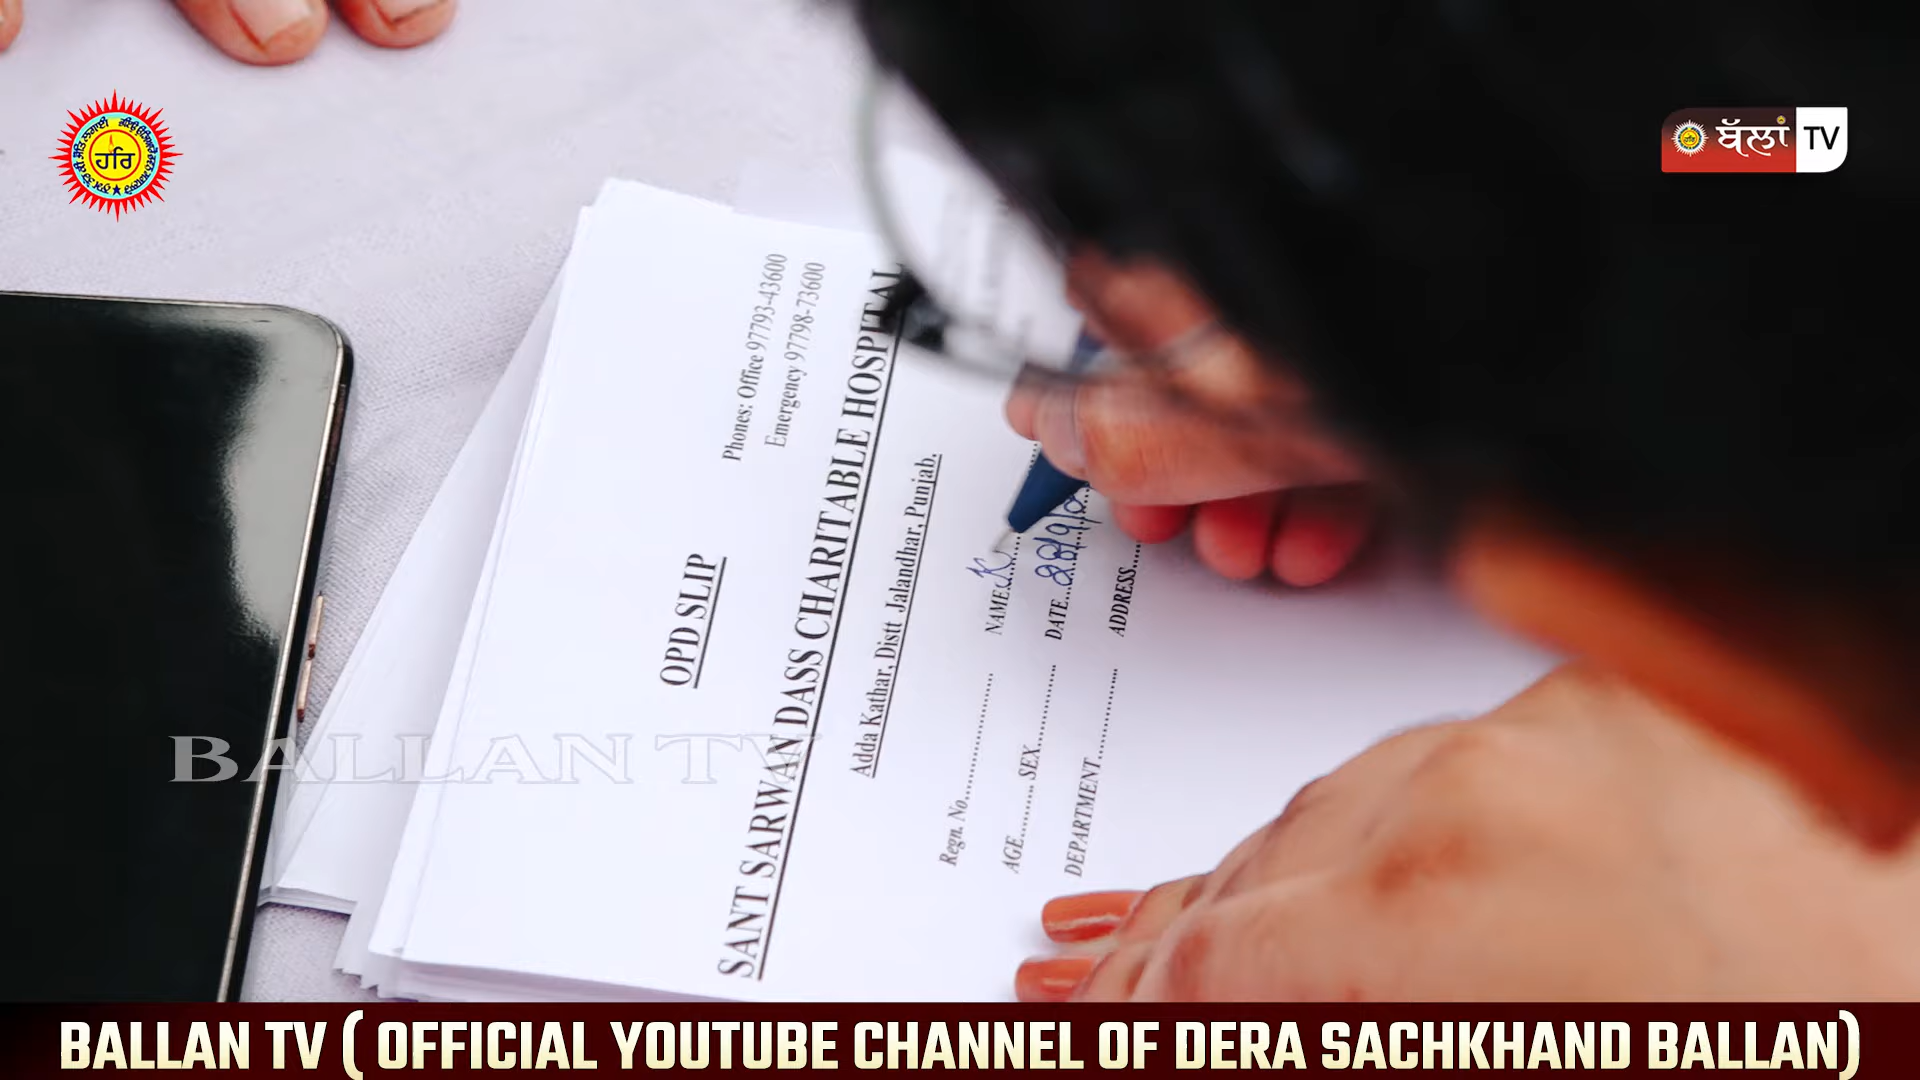 ਹਰਿ
ਬੱਲਾਂ TV
Phones: Office 97793-43600
Emergency 97798-73600
OPD SLIP
SANT SARWAN DASS CHARITABLE HOSPITAL
Adda Kathar, Distt Jalandhar, Punjab.
Regn. No.................... NAME K
AGE.......... SEX.............. DATE
DEPARTMENT................ ADDRESS
BALLAN TV
BALLAN TV ( OFFICIAL YOUTUBE CHANNEL OF DERA SACHKHAND BALLAN)